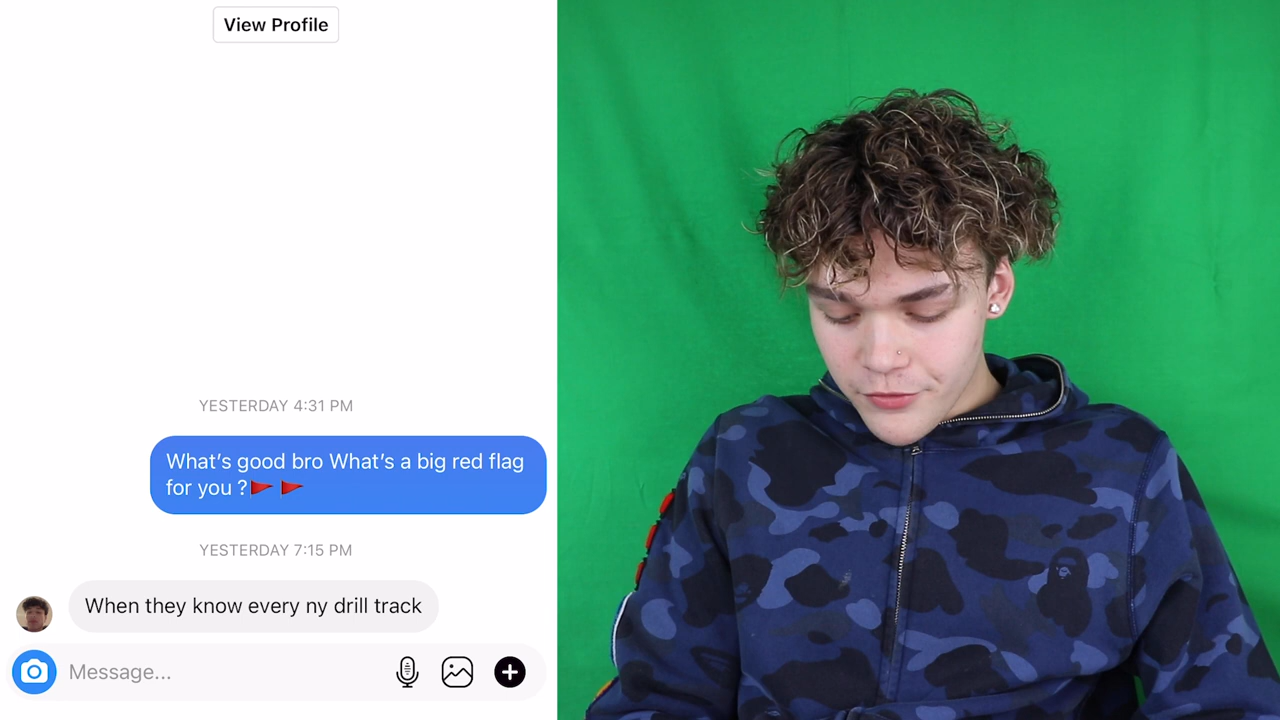 View Profile
YESTERDAY 4:31 PM
What’s good bro What’s a big red flag
for you ?🚩 🚩
YESTERDAY 7:15 PM
When they know every ny drill track
Message...